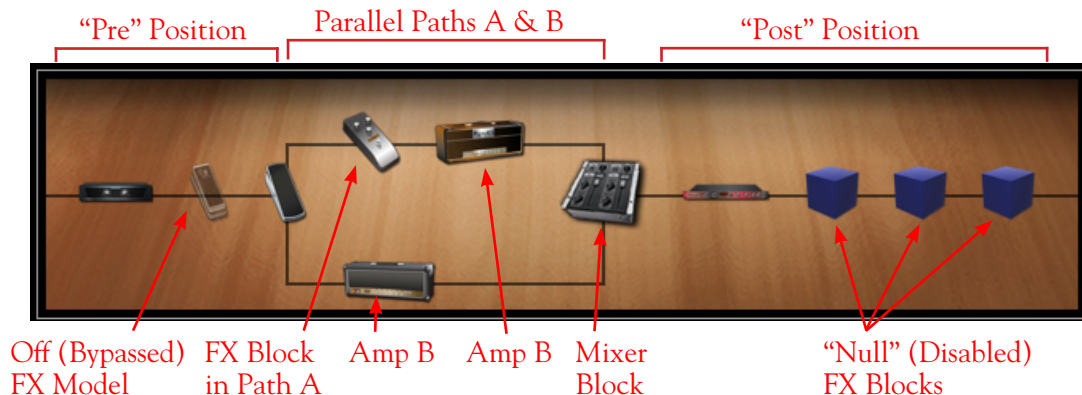 “Pre” Position
Parallel Paths A & B
“Post” Position
Off (Bypassed)
FX Model
FX Block
in Path A
Amp B
Amp B
Mixer
Block
“Null” (Disabled)
FX Blocks